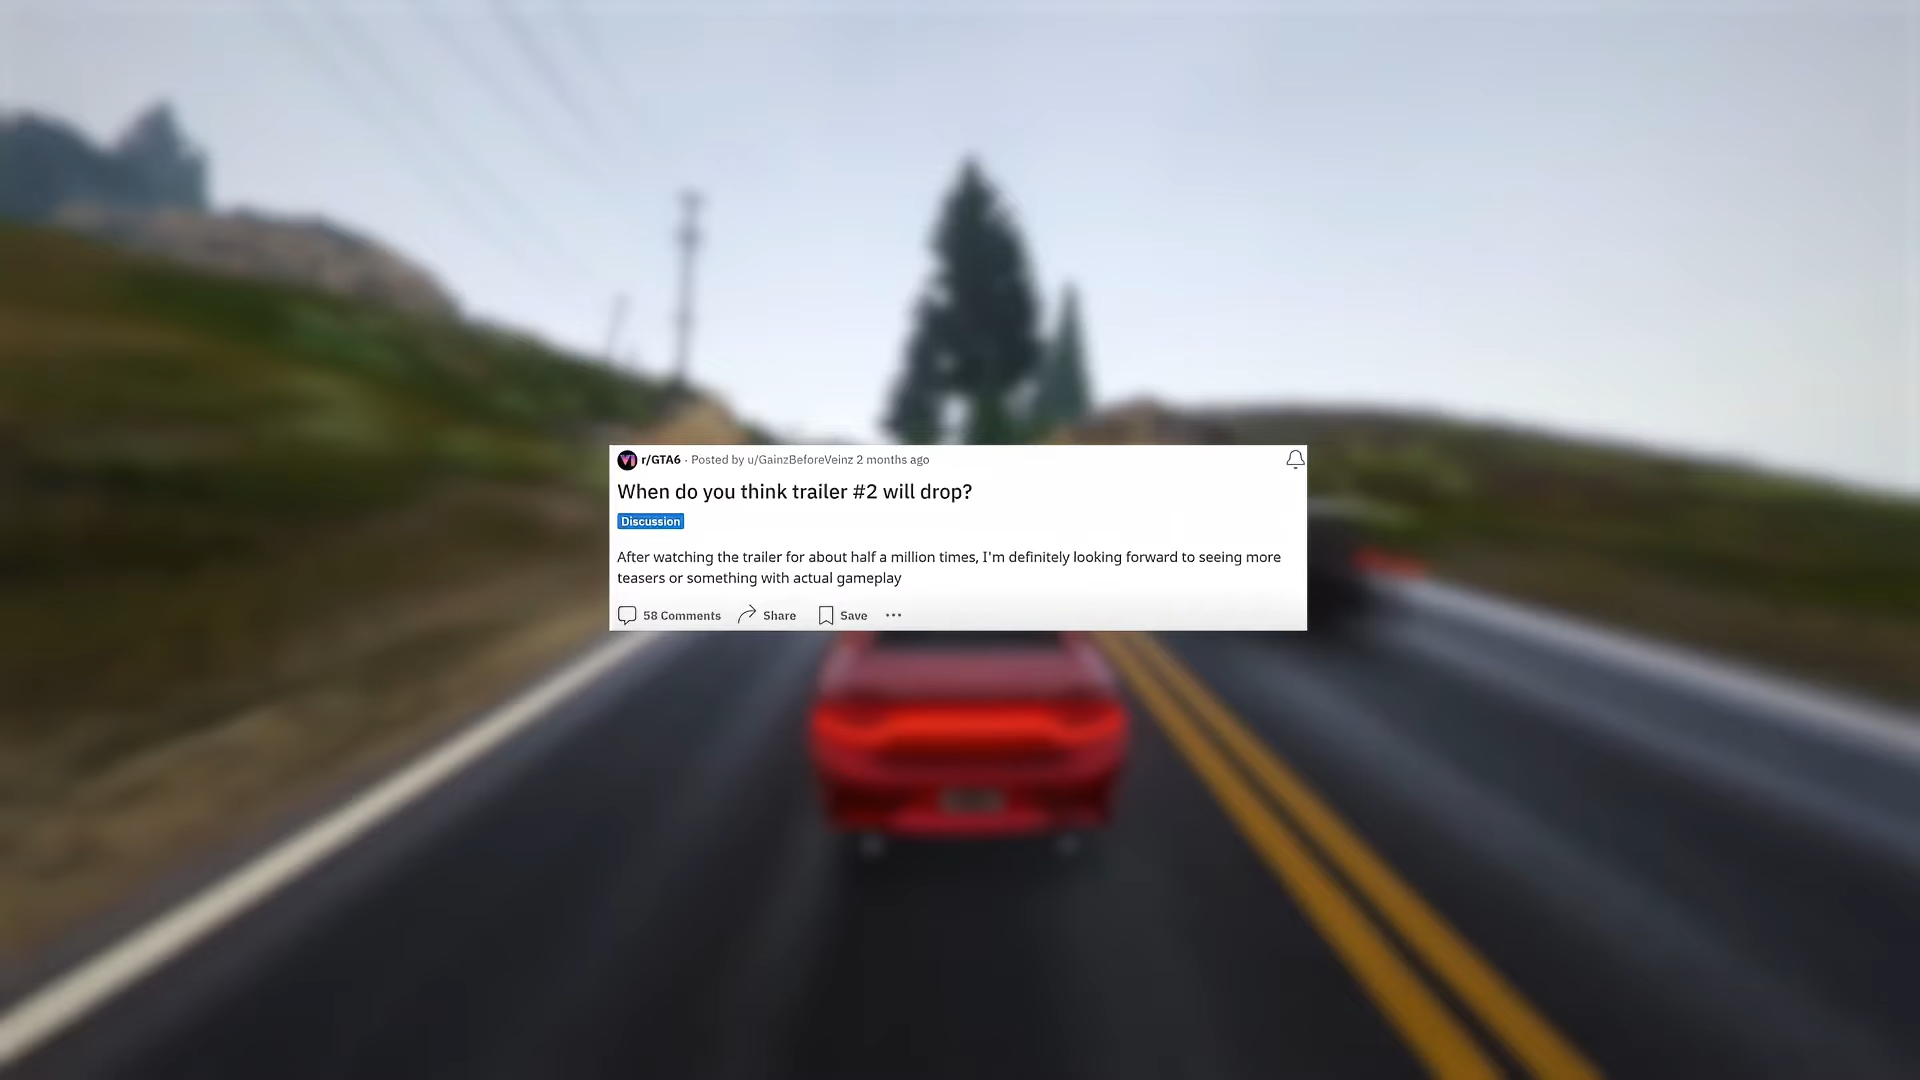 r/GTA6 · Posted by u/GainzBeforeVeinz 2 months ago
When do you think trailer #2 will drop?
Discussion
After watching the trailer for about half a million times, I'm definitely looking forward to seeing more
teasers or something with actual gameplay
58 Comments Share Save ...